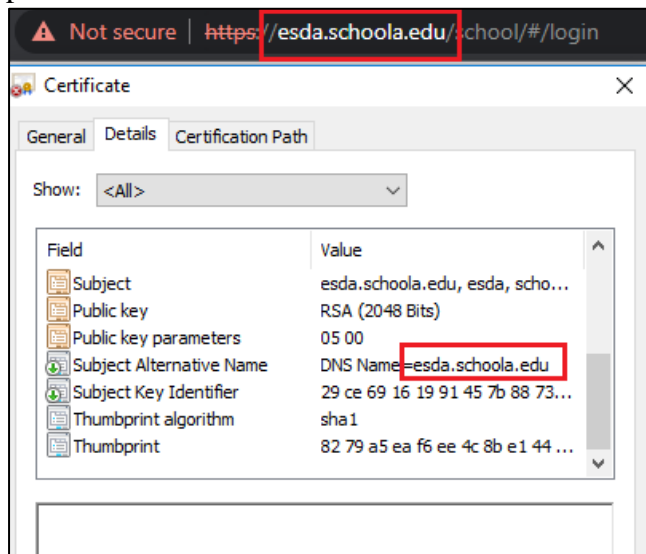 Not secure | https://esda.schoola.edu/school/#/login
Certificate
General Details Certification Path
Show: <All>
Field Value
Subject esda.schoola.edu, esda, scho...
Public key RSA (2048 Bits)
Public key parameters 05 00
Subject Alternative Name DNS Name=esda.schoola.edu
Subject Key Identifier 29 ce 69 16 19 91 45 7b 88 73...
Thumbprint algorithm sha1
Thumbprint 82 79 a5 ea f6 ee 4c 8b e1 44 ...